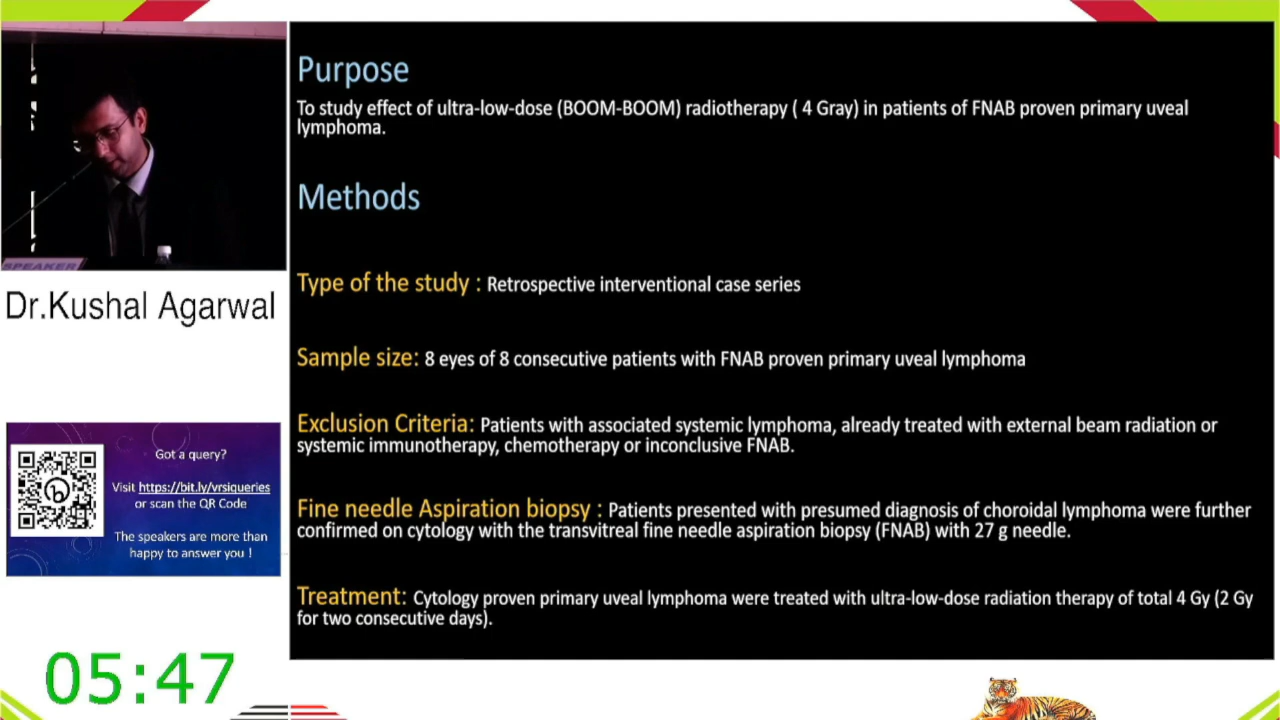 SPEAKER
Dr.Kushal Agarwal
Got a query?
Visit https://bit.ly/vrsiqueries
or scan the QR Code
The speakers are more than
happy to answer you !
05:47
Purpose
To study effect of ultra-low-dose (BOOM-BOOM) radiotherapy ( 4 Gray) in patients of FNAB proven primary uveal
lymphoma.
Methods
Type of the study : Retrospective interventional case series
Sample size: 8 eyes of 8 consecutive patients with FNAB proven primary uveal lymphoma
Exclusion Criteria: Patients with associated systemic lymphoma, already treated with external beam radiation or
systemic immunotherapy, chemotherapy or inconclusive FNAB.
Fine needle Aspiration biopsy : Patients presented with presumed diagnosis of choroidal lymphoma were further
confirmed on cytology with the transvitreal fine needle aspiration biopsy (FNAB) with 27 g needle.
Treatment: Cytology proven primary uveal lymphoma were treated with ultra-low-dose radiation therapy of total 4 Gy (2 Gy
for two consecutive days).